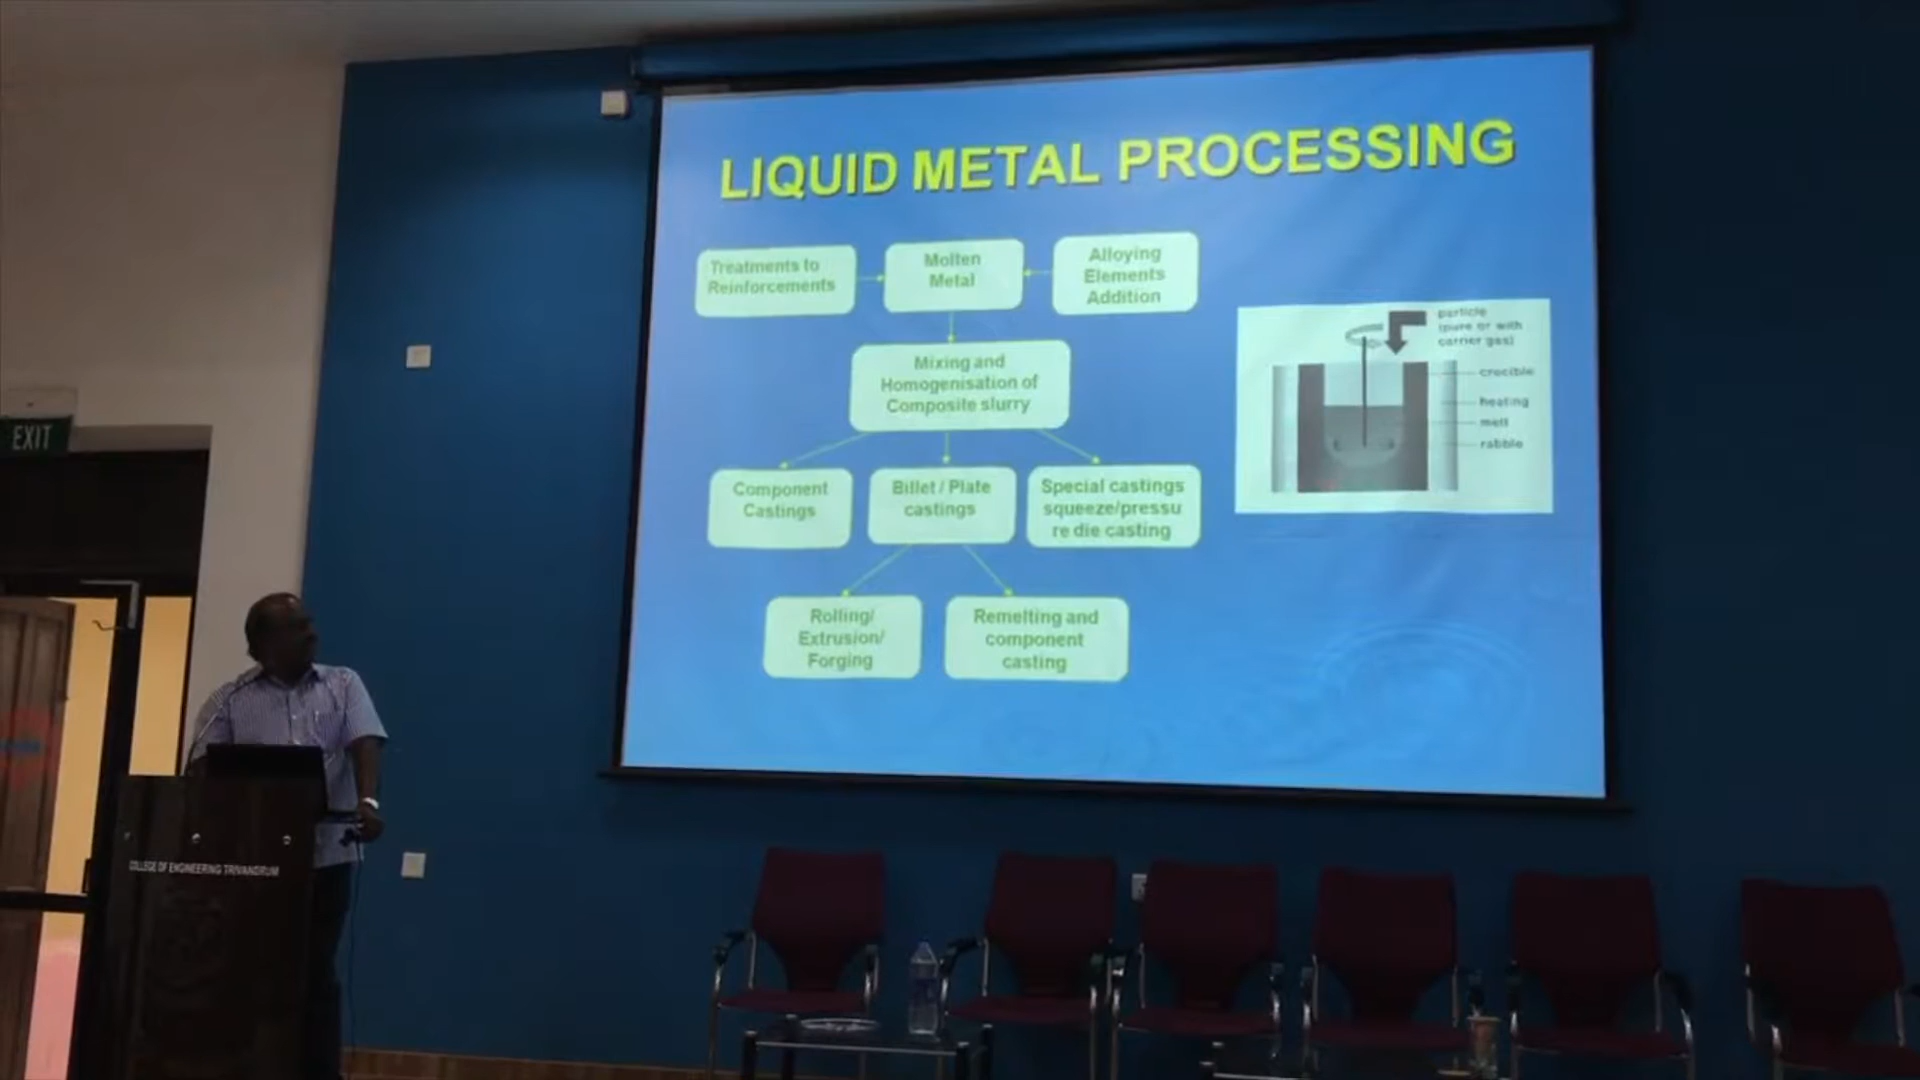 LIQUID METAL PROCESSING
Treatments to
Reinforcements
Molten
Metal
Alloying
Elements
Addition
Mixing and
Homogenisation of
Composite slurry
Component
Castings
Billet / Plate
castings
Special castings
squeeze/pressu
re die casting
Rolling/
Extrusion/
Forging
Remelting and
component
casting
particle
(pure or with
carrier gas)
crucible
heating
melt
rabble
EXIT
COLLEGE OF ENGINEERING TRIVANDRUM